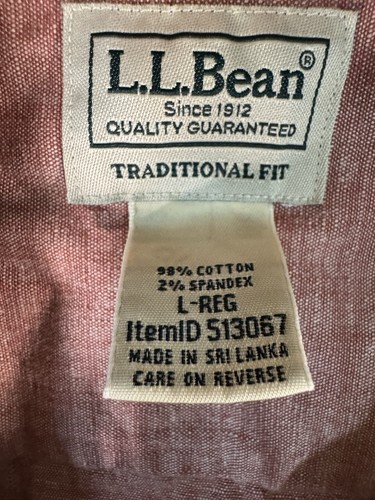 L.L.Bean®
Since 1912
QUALITY GUARANTEED
TRADITIONAL FIT
98% COTTON
2% SPANDEX
L-REG
ItemID 513067
MADE IN SRI LANKA
CARE ON REVERSE